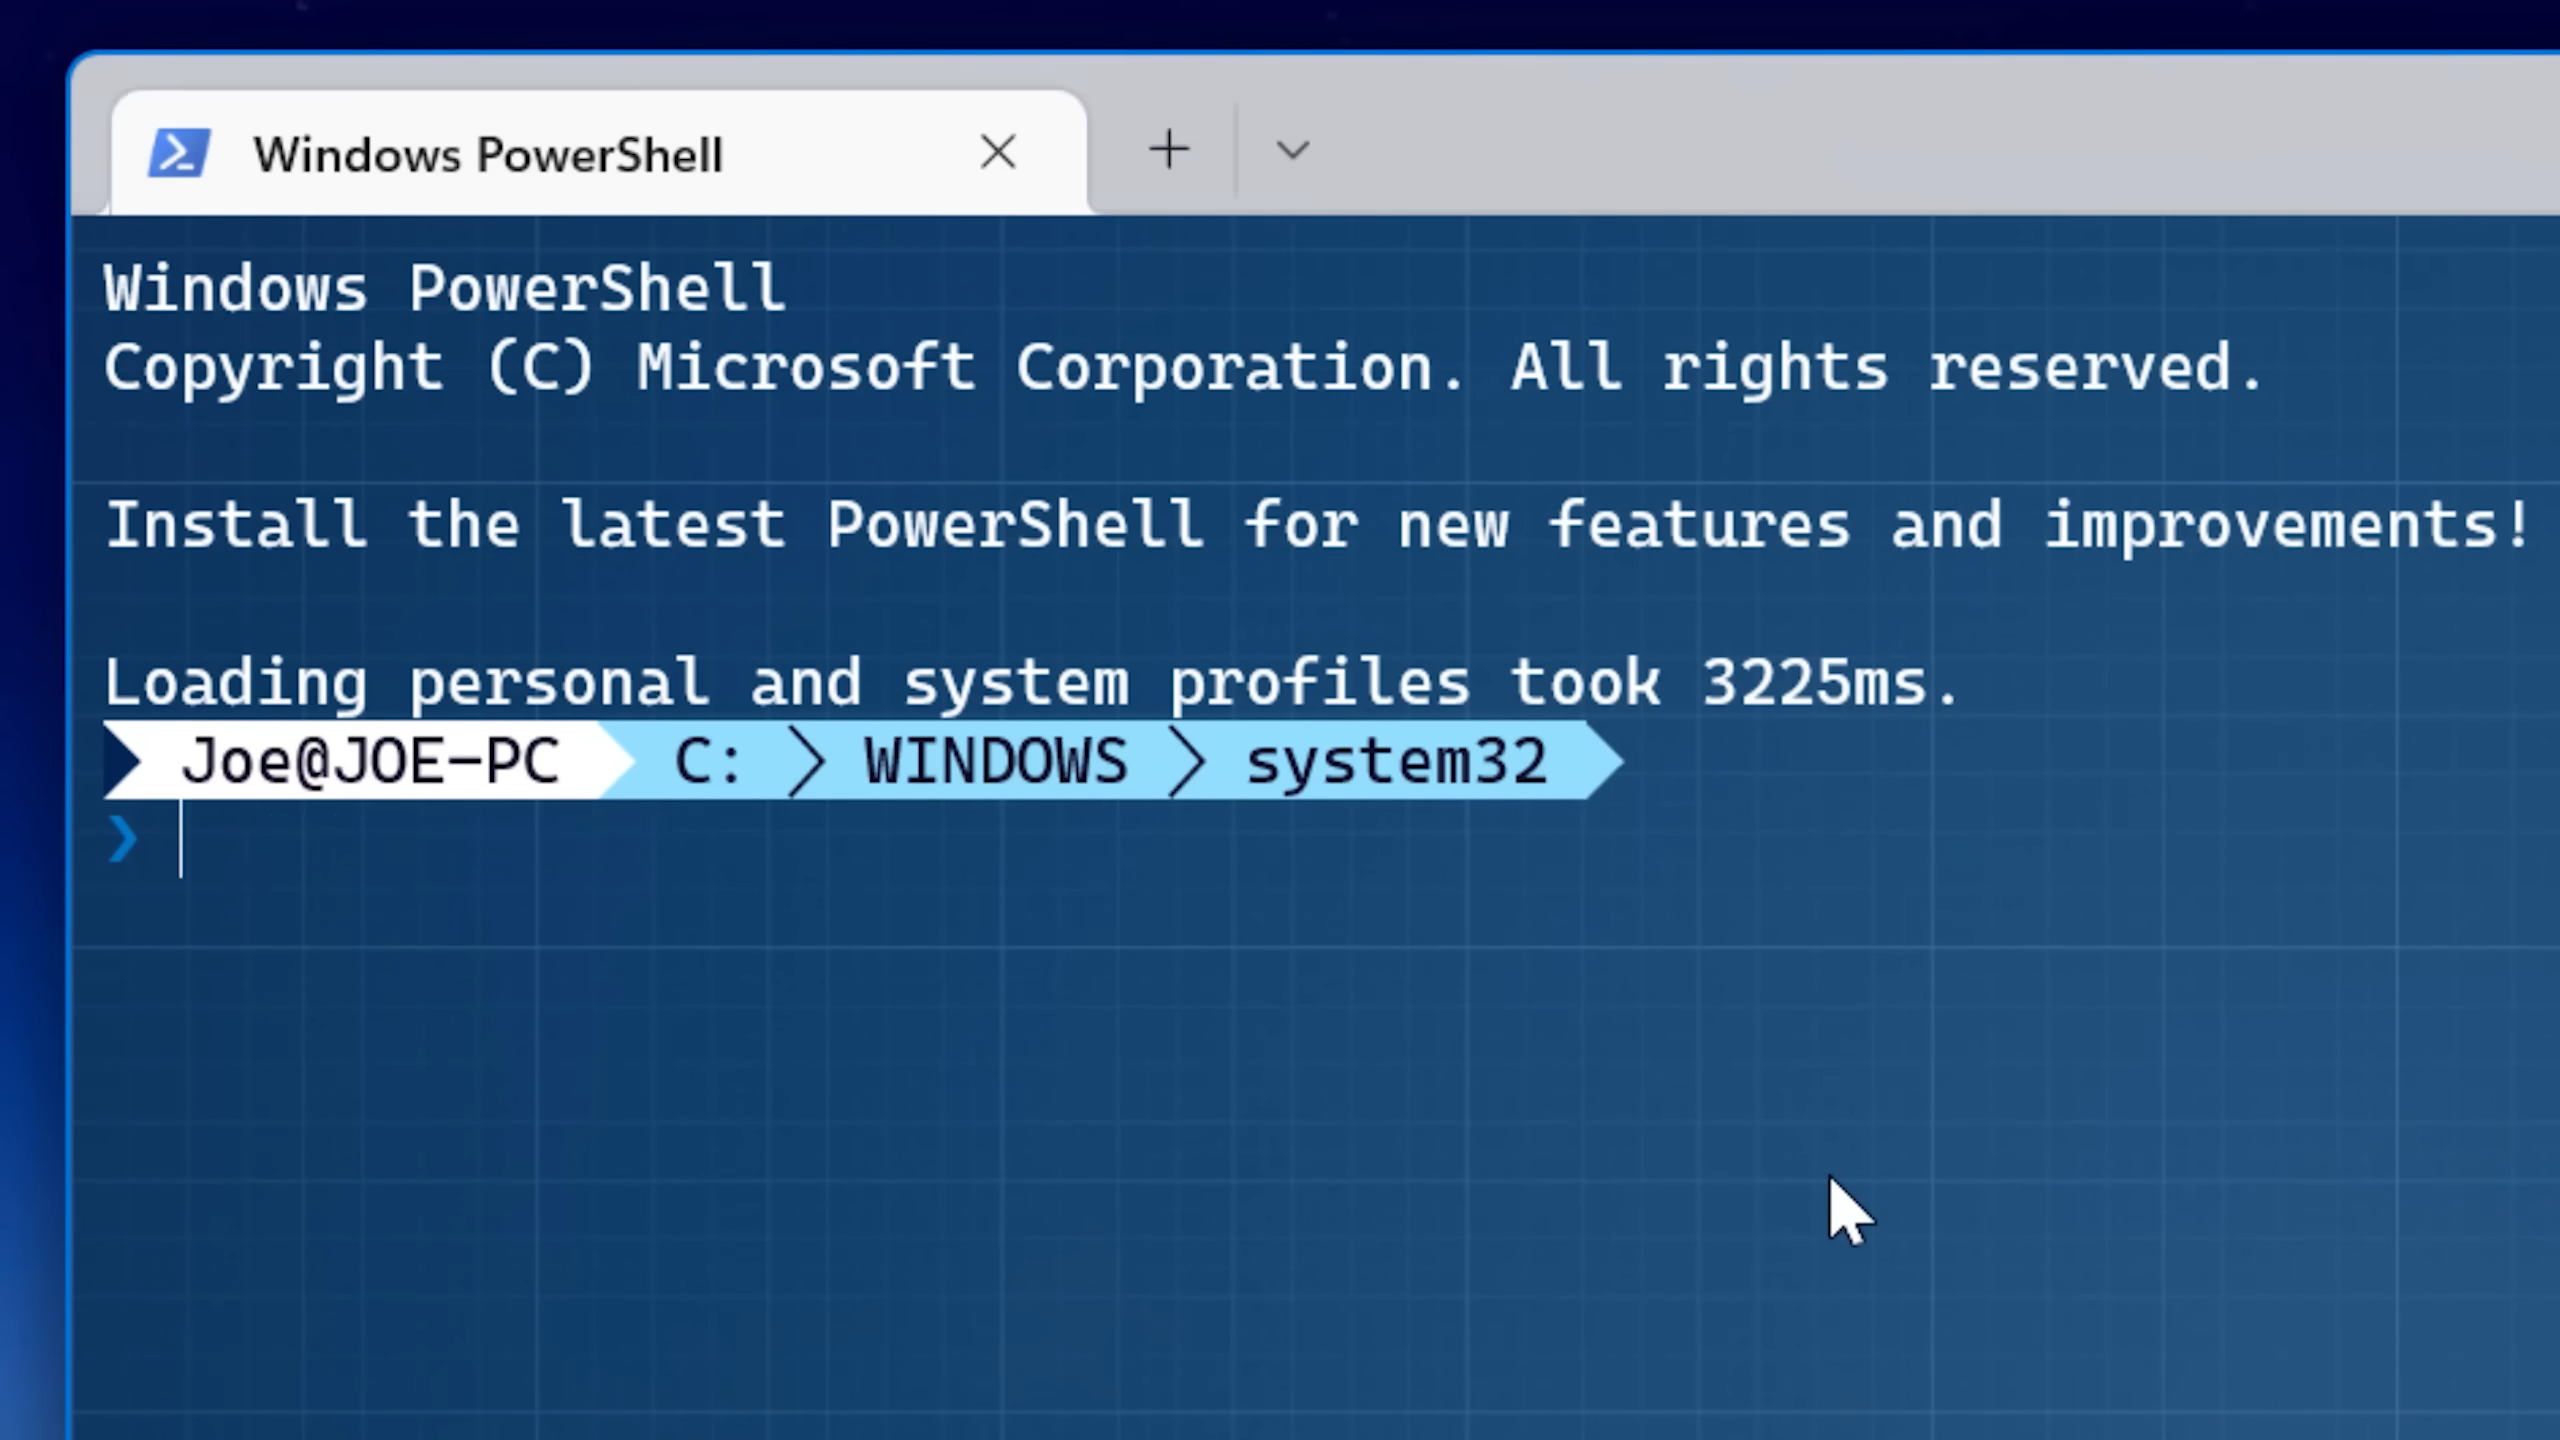 Windows PowerShell
Windows PowerShell
Copyright (C) Microsoft Corporation. All rights reserved.
Install the latest PowerShell for new features and improvements!
Loading personal and system profiles took 3225ms.
Joe@JOE-PC C: > WINDOWS > system32
❯